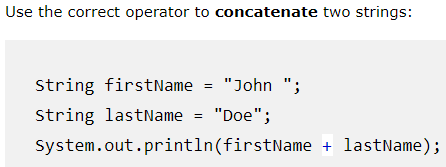 Use the correct operator to concatenate two strings:
String firstName = "John ";
String lastName = "Doe";
System.out.println(firstName + lastName);